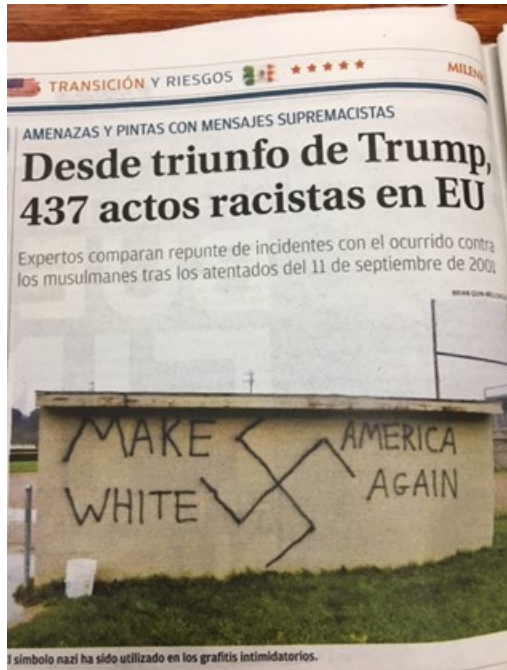 TRANSICIÓN Y RIESGOS
AMENAZAS Y PINTAS CON MENSAJES SUPREMACISTAS
Desde triunfo de Trump,
437 actos racistas en EU
Expertos comparan repunte de incidentes con el ocurrido contra
los musulmanes tras los atentados del 11 de septiembre de 2001
MAKE AMERICA
WHITE AGAIN
l símbolo nazi ha sido utilizado en los grafitis intimidatorios.